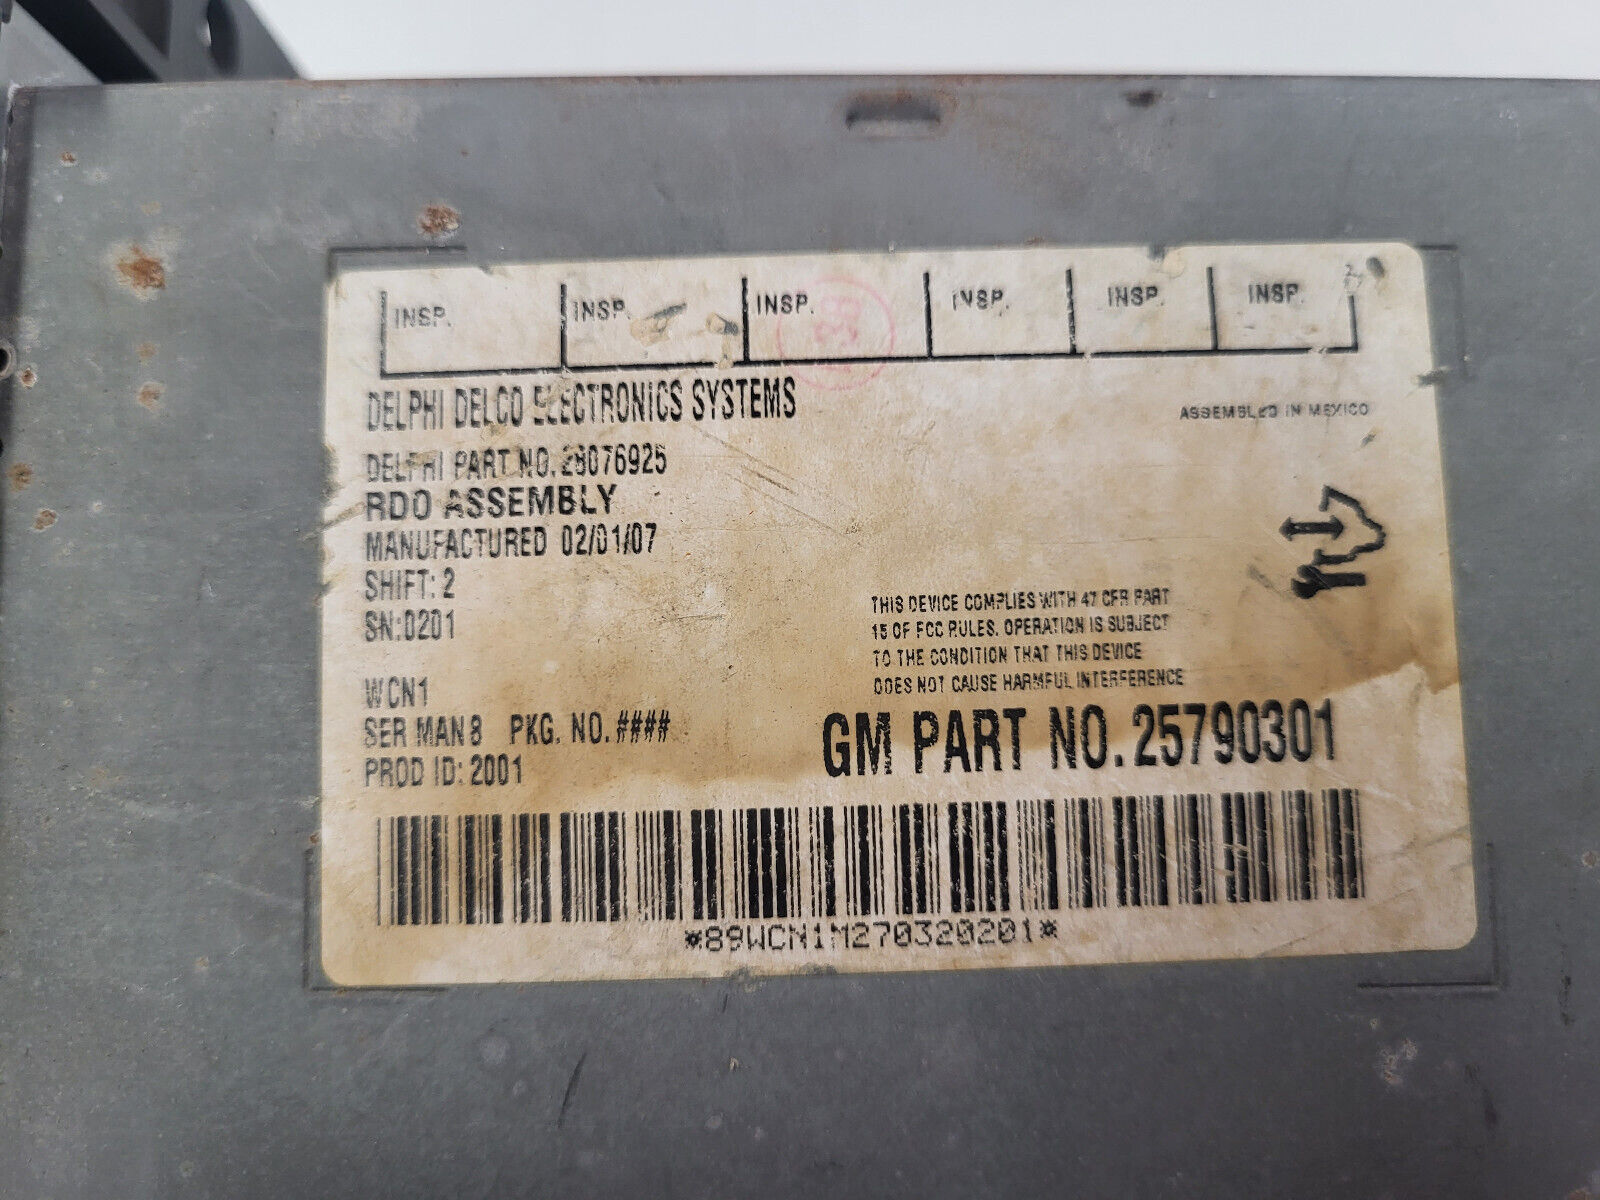 INSP. INSP. INSP. INSP. INSP. INSP.
DELPHI DELCO ELECTRONICS SYSTEMS
ASSEMBLED IN MEXICO
DELPHI PART NO. 28076925
RDO ASSEMBLY
MANUFACTURED 02/01/07
SHIFT: 2
SN:0201
THIS DEVICE COMPLIES WITH 47 CFR PART
15 OF FCC RULES. OPERATION IS SUBJECT
TO THE CONDITION THAT THIS DEVICE
DOES NOT CAUSE HARMFUL INTERFERENCE
WCN1
SER MAN 8 PKG. NO. ####
PROD ID: 2001
GM PART NO. 25790301
*89WCN1M270320201*